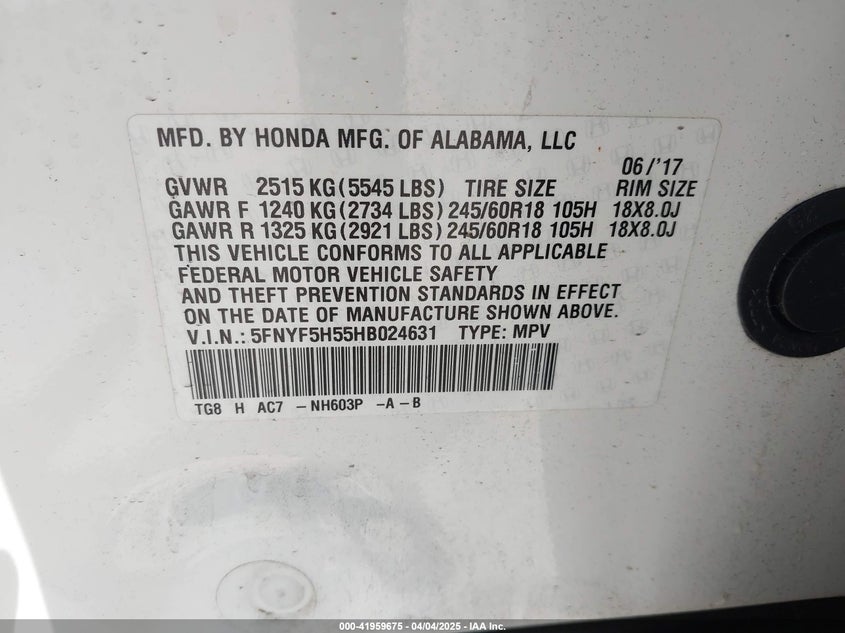 MFD. BY HONDA MFG. OF ALABAMA, LLC
06/'17
GVWR 2515 KG (5545 LBS) TIRE SIZE RIM SIZE
GAWR F 1240 KG (2734 LBS) 245/60R18 105H 18X8.0J
GAWR R 1325 KG (2921 LBS) 245/60R18 105H 18X8.0J
THIS VEHICLE CONFORMS TO ALL APPLICABLE
FEDERAL MOTOR VEHICLE SAFETY
AND THEFT PREVENTION STANDARDS IN EFFECT
ON THE DATE OF MANUFACTURE SHOWN ABOVE.
V.I.N.: 5FNYF5H55HB024631 TYPE: MPV
TG8 H AC7 - NH603P - A - B
000-41959675 - 04/04/2025 - IAA Inc.